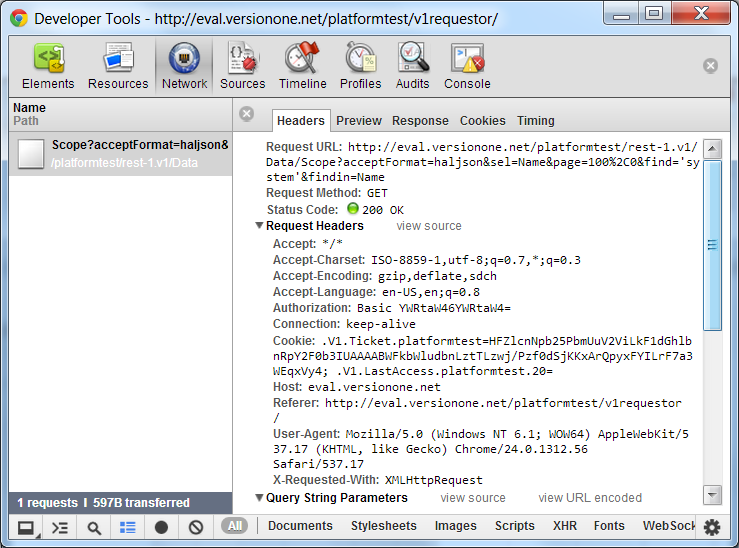 Developer Tools - http://eval.versionone.net/platformtest/v1requestor/
Elements Resources Network Sources Timeline Profiles Audits Console
Name
Path
Scope?acceptFormat=haljson&
/platformtest/rest-1.v1/Data
Headers Preview Response Cookies Timing
Request URL: http://eval.versionone.net/platformtest/rest-1.v1/
Data/Scope?acceptFormat=haljson&sel=Name&page=100%2C0&find='sy
stem'&findin=Name
Request Method: GET
Status Code: 200 OK
Request Headers view source
Accept: */*
Accept-Charset: ISO-8859-1,utf-8;q=0.7,*;q=0.3
Accept-Encoding: gzip,deflate,sdch
Accept-Language: en-US,en;q=0.8
Authorization: Basic YWRtaW46YWRtaW4=
Connection: keep-alive
Cookie: .V1.Ticket.platformtest=HFZlcnNpb25PbmUuV2ViLkF1dGhlb
nRpY2F0b3IUAAAABWFkbWludbnLztTLzwj/Pzf0dSjKKxArQpyxFYILrF7a3
WEqxVy4; .V1.LastAccess.platformtest.20=
Host: eval.versionone.net
Referer: http://eval.versionone.net/platformtest/v1requestor
/
User-Agent: Mozilla/5.0 (Windows NT 6.1; WOW64) AppleWebKit/5
37.17 (KHTML, like Gecko) Chrome/24.0.1312.56
Safari/537.17
X-Requested-With: XMLHttpRequest
Query String Parameters view source view URL encoded
1 requests | 597B transferred
All Documents Stylesheets Images Scripts XHR Fonts WebSock